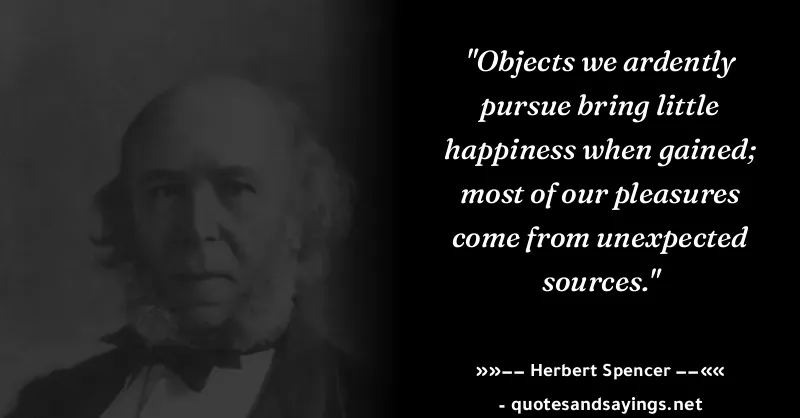 "Objects we ardently
pursue bring little
happiness when gained;
most of our pleasures
come from unexpected
sources."
»»–– Herbert Spencer ––««
- quotesandsayings.net